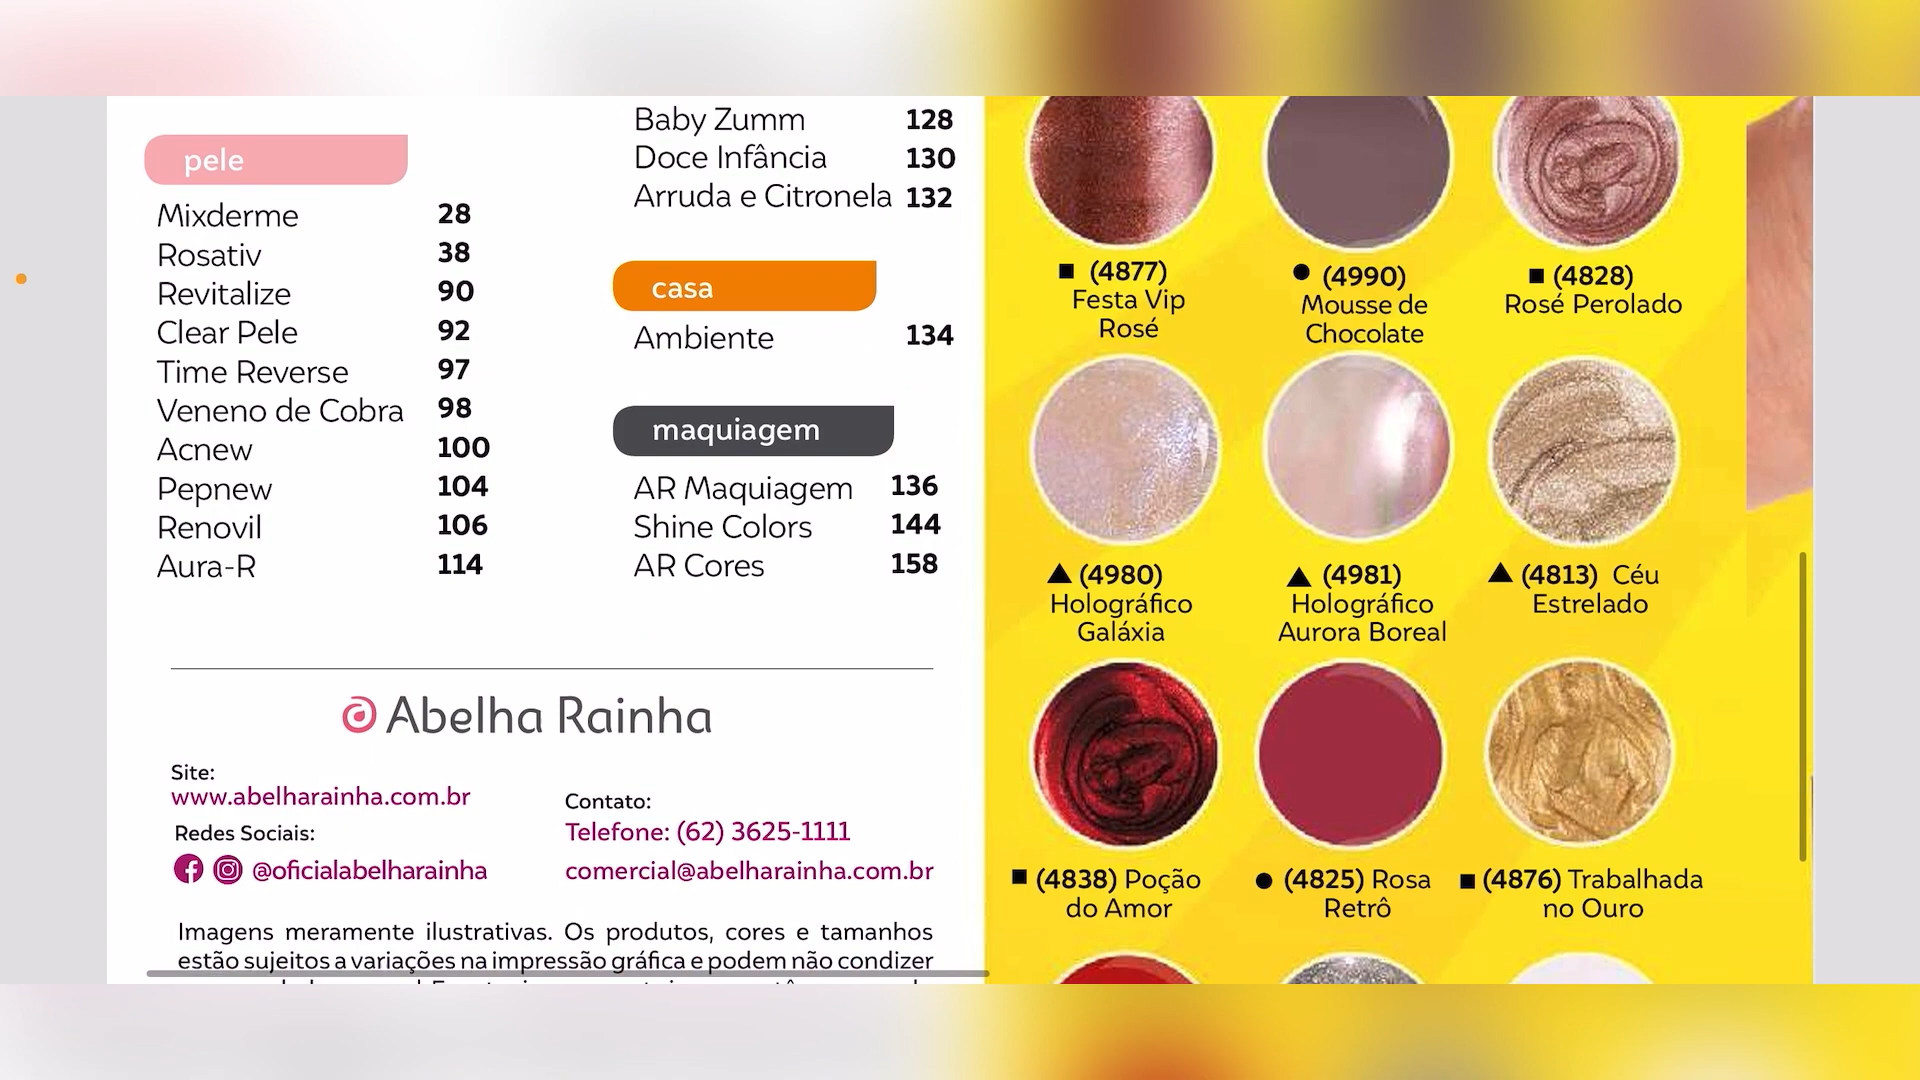 pele
Mixderme 28
Rosativ 38
Revitalize 90
Clear Pele 92
Time Reverse 97
Veneno de Cobra 98
Acnew 100
Pepnew 104
Renovil 106
Aura-R 114
Baby Zumm 128
Doce Infância 130
Arruda e Citronela 132
casa
Ambiente 134
maquiagem
AR Maquiagem 136
Shine Colors 144
AR Cores 158
Abelha Rainha
Site:
www.abelharainha.com.br
Redes Sociais:
@oficialabelharainha
Contato:
Telefone: (62) 3625-1111
comercial@abelharainha.com.br
Imagens meramente ilustrativas. Os produtos, cores e tamanhos
estão sujeitos a variações na impressão gráfica e podem não condizer
(4877)
Festa Vip
Rosé
(4990)
Mousse de
Chocolate
(4828)
Rosé Perolado
(4980)
Holográfico
Galáxia
(4981)
Holográfico
Aurora Boreal
(4813) Céu
Estrelado
(4838) Poção
do Amor
(4825) Rosa
Retrô
(4876) Trabalhada
no Ouro